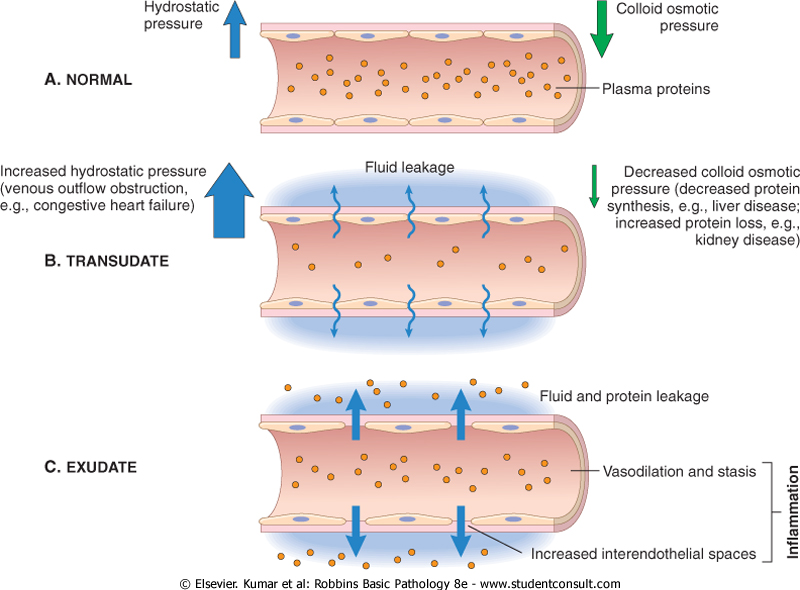 Hydrostatic
pressure
Colloid osmotic
pressure
A. NORMAL
Plasma proteins
Increased hydrostatic pressure
(venous outflow obstruction,
e.g., congestive heart failure)
Fluid leakage
Decreased colloid osmotic
pressure (decreased protein
synthesis, e.g., liver disease;
increased protein loss, e.g.,
kidney disease)
B. TRANSUDATE
Fluid and protein leakage
C. EXUDATE
Vasodilation and stasis
Inflammation
Increased interendothelial spaces
© Elsevier. Kumar et al: Robbins Basic Pathology 8e - www.studentconsult.com